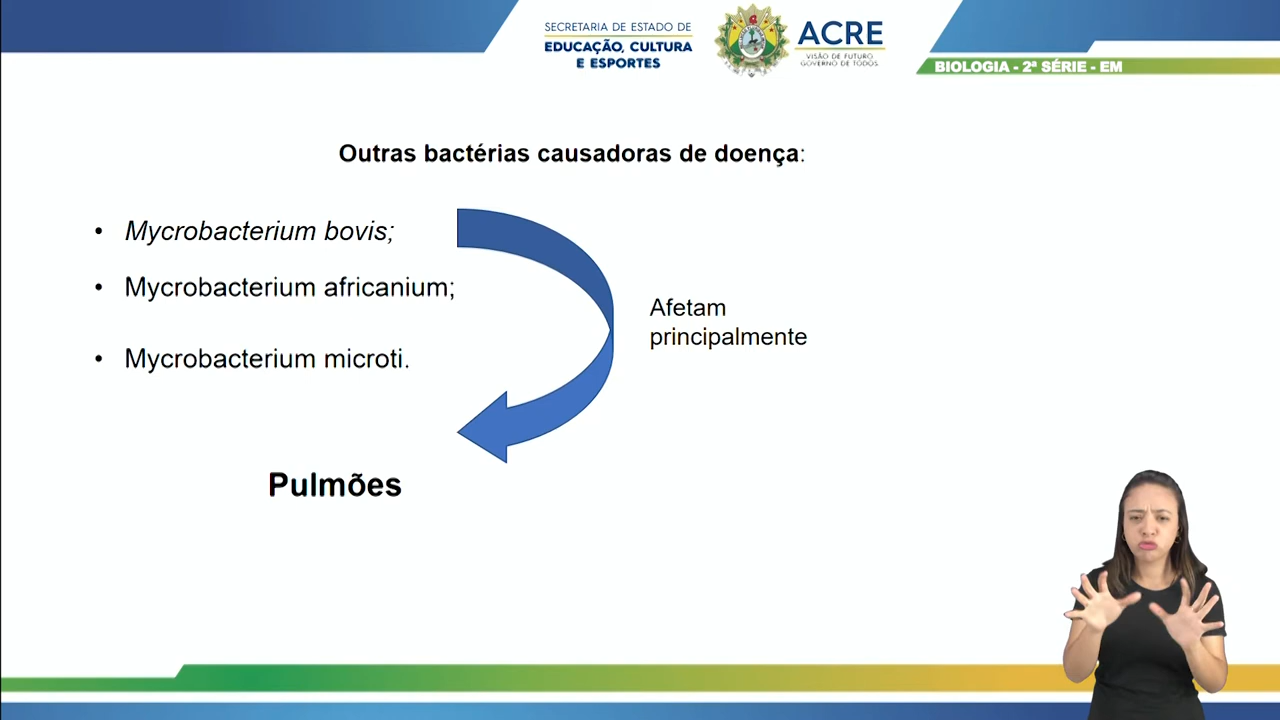 SECRETARIA DE ESTADO DE
EDUCAÇÃO, CULTURA
E ESPORTES
ACRE
VISÃO DE FUTURO
GOVERNO DE TODOS
BIOLOGIA - 2ª SÉRIE - EM
Outras bactérias causadoras de doença:
• Mycrobacterium bovis;
• Mycrobacterium africanium;
• Mycrobacterium microti.
Afetam
principalmente
Pulmões